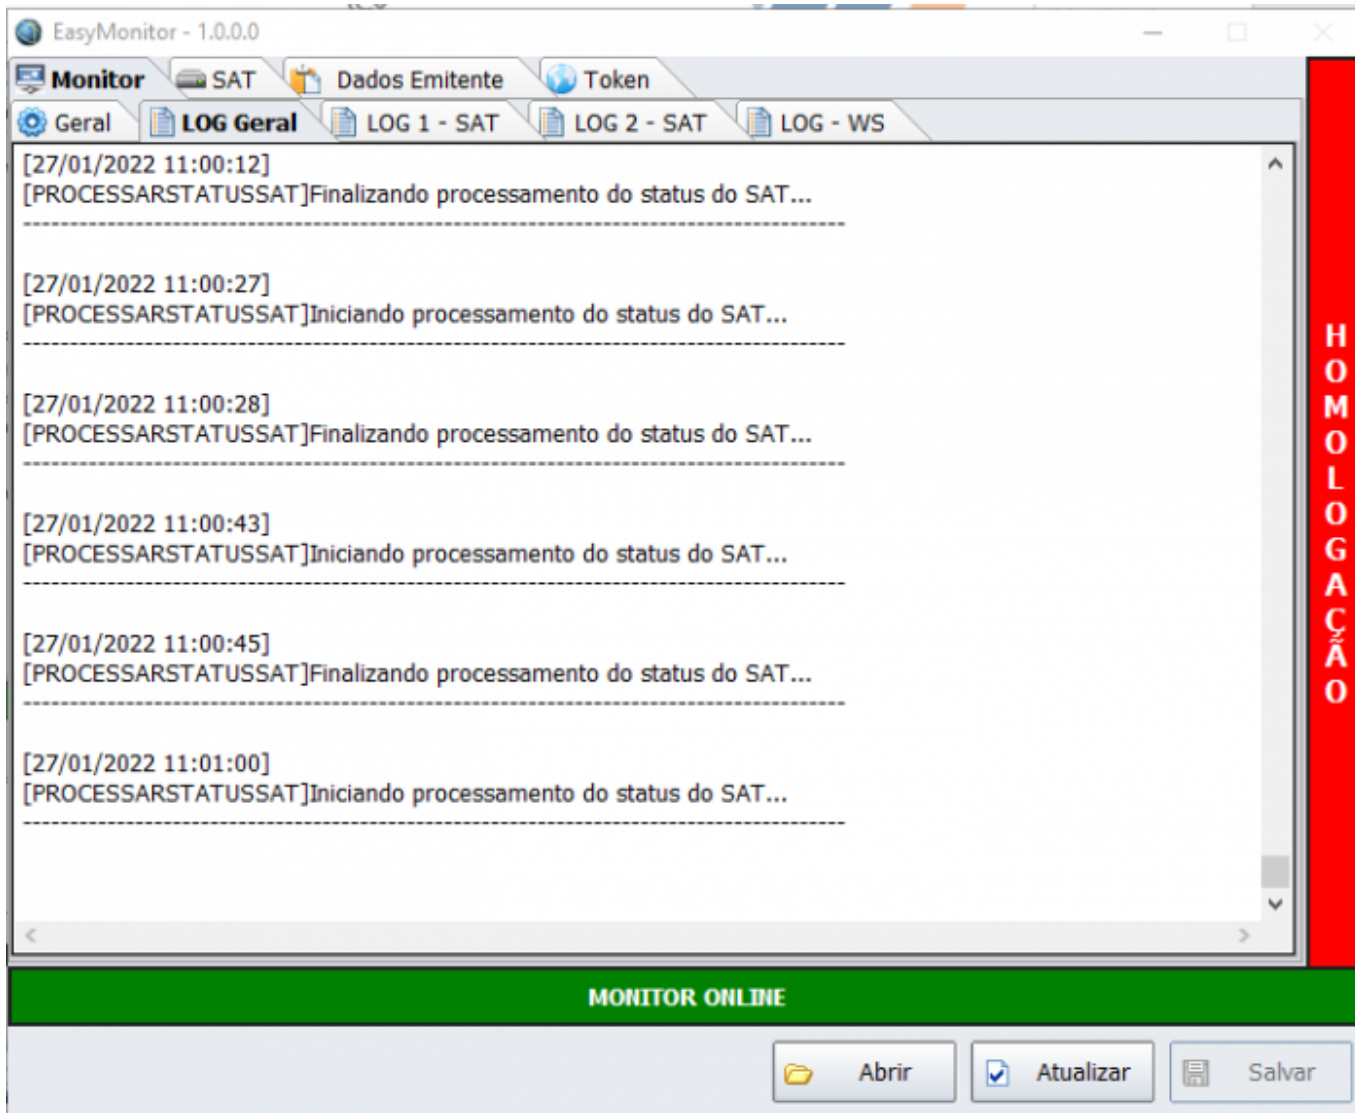 EasyMonitor - 1.0.0.0
Monitor SAT Dados Emitente Token
Geral LOG Geral LOG 1 - SAT LOG 2 - SAT LOG - WS
[27/01/2022 11:00:12]
[PROCESSARSTATUSSAT]Finalizando processamento do status do SAT...
--------------------------------------------------------------------------------
[27/01/2022 11:00:27]
[PROCESSARSTATUSSAT]Iniciando processamento do status do SAT...
--------------------------------------------------------------------------------
[27/01/2022 11:00:28]
[PROCESSARSTATUSSAT]Finalizando processamento do status do SAT...
--------------------------------------------------------------------------------
[27/01/2022 11:00:43]
[PROCESSARSTATUSSAT]Iniciando processamento do status do SAT...
--------------------------------------------------------------------------------
[27/01/2022 11:00:45]
[PROCESSARSTATUSSAT]Finalizando processamento do status do SAT...
--------------------------------------------------------------------------------
[27/01/2022 11:01:00]
[PROCESSARSTATUSSAT]Iniciando processamento do status do SAT...
--------------------------------------------------------------------------------
HOMOLOGAÇÃO
MONITOR ONLINE
Abrir Atualizar Salvar